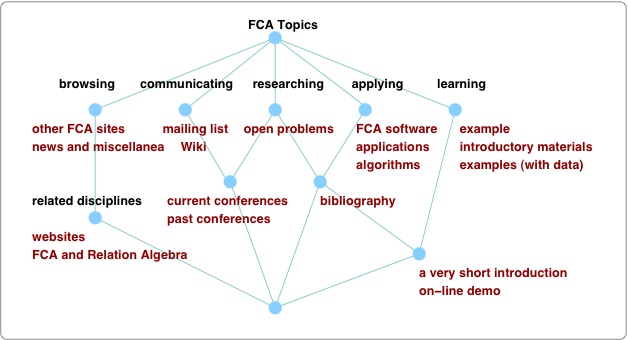 FCA Topics
browsing
communicating
researching
applying
learning
other FCA sites
news and miscellanea
mailing list
Wiki
open problems
FCA software
applications
algorithms
example
introductory materials
examples (with data)
related disciplines
websites
FCA and Relation Algebra
current conferences
past conferences
bibliography
a very short introduction
on–line demo